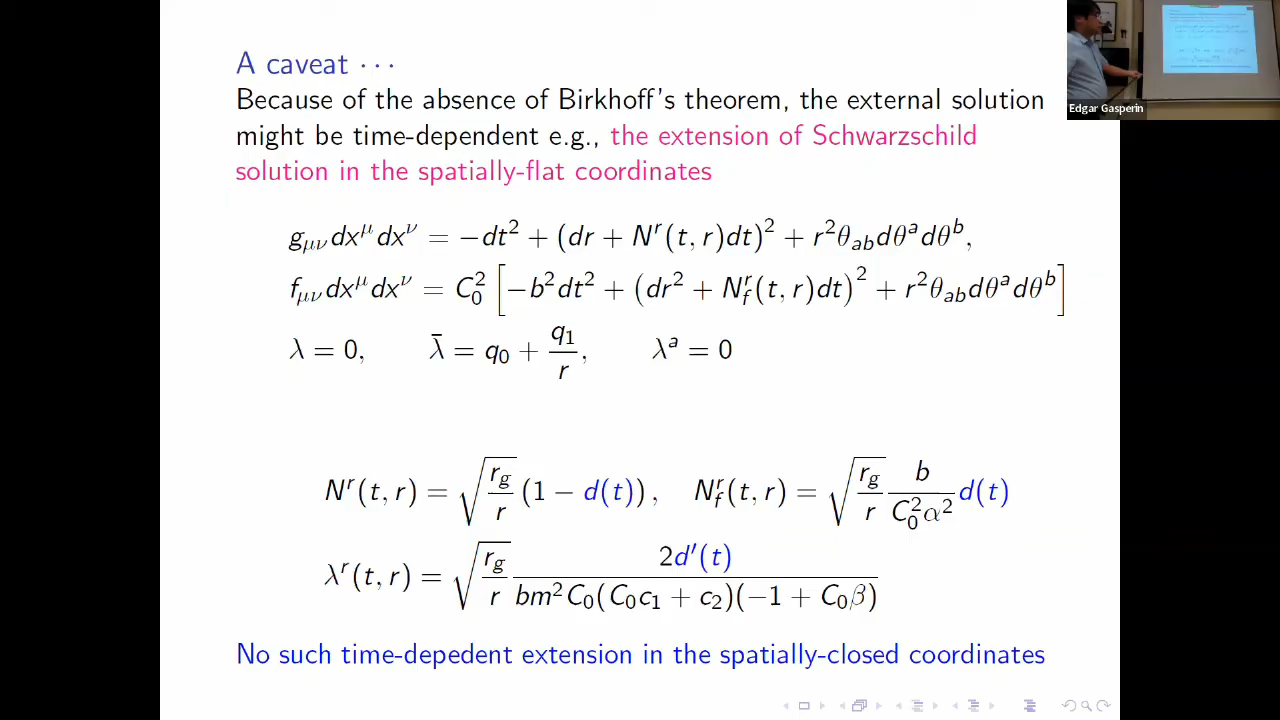 A caveat ···
Because of the absence of Birkhoff's theorem, the external solution
might be time-dependent e.g., the extension of Schwarzschild
solution in the spatially-flat coordinates
g_{μν}dx^μdx^ν = −dt² + (dr + N^r(t, r)dt)² + r²θ_{ab}dθ^adθ^b,
f_{μν}dx^μdx^ν = C_0² [−b²dt² + (dr² + N_f^r(t, r)dt)² + r²θ_{ab}dθ^adθ^b]
λ = 0, λ̄ = q_0 + q_1/r, λ^a = 0
N^r(t, r) = √(r_g/r) (1 − d(t)), N_f^r(t, r) = √(r_g/r) b/(C_0²α²) d(t)
λ^r(t, r) = √(r_g/r) 2d′(t)/(bm²C_0(C_0c_1 + c_2)(−1 + C_0β))
No such time-depedent extension in the spatially-closed coordinates
Edgar Gasperin